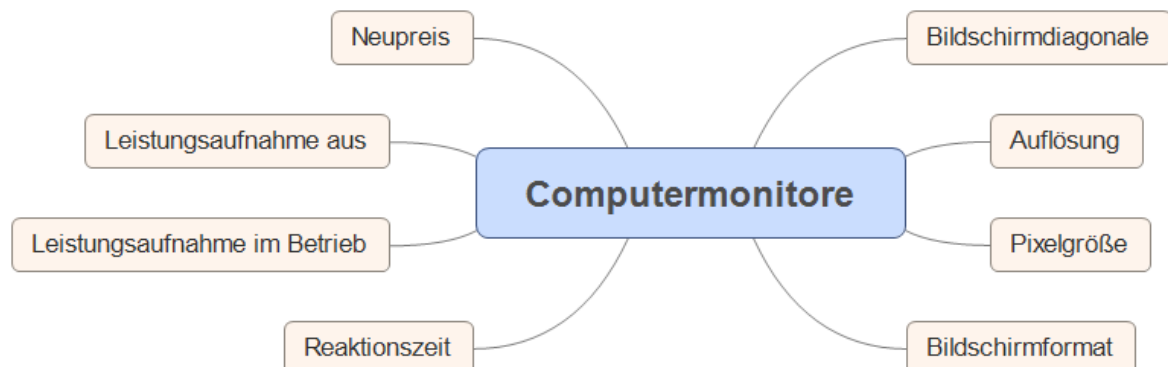 Neupreis
Bildschirmdiagonale
Leistungsaufnahme aus
Auflösung
Computermonitore
Leistungsaufnahme im Betrieb
Pixelgröße
Reaktionszeit
Bildschirmformat